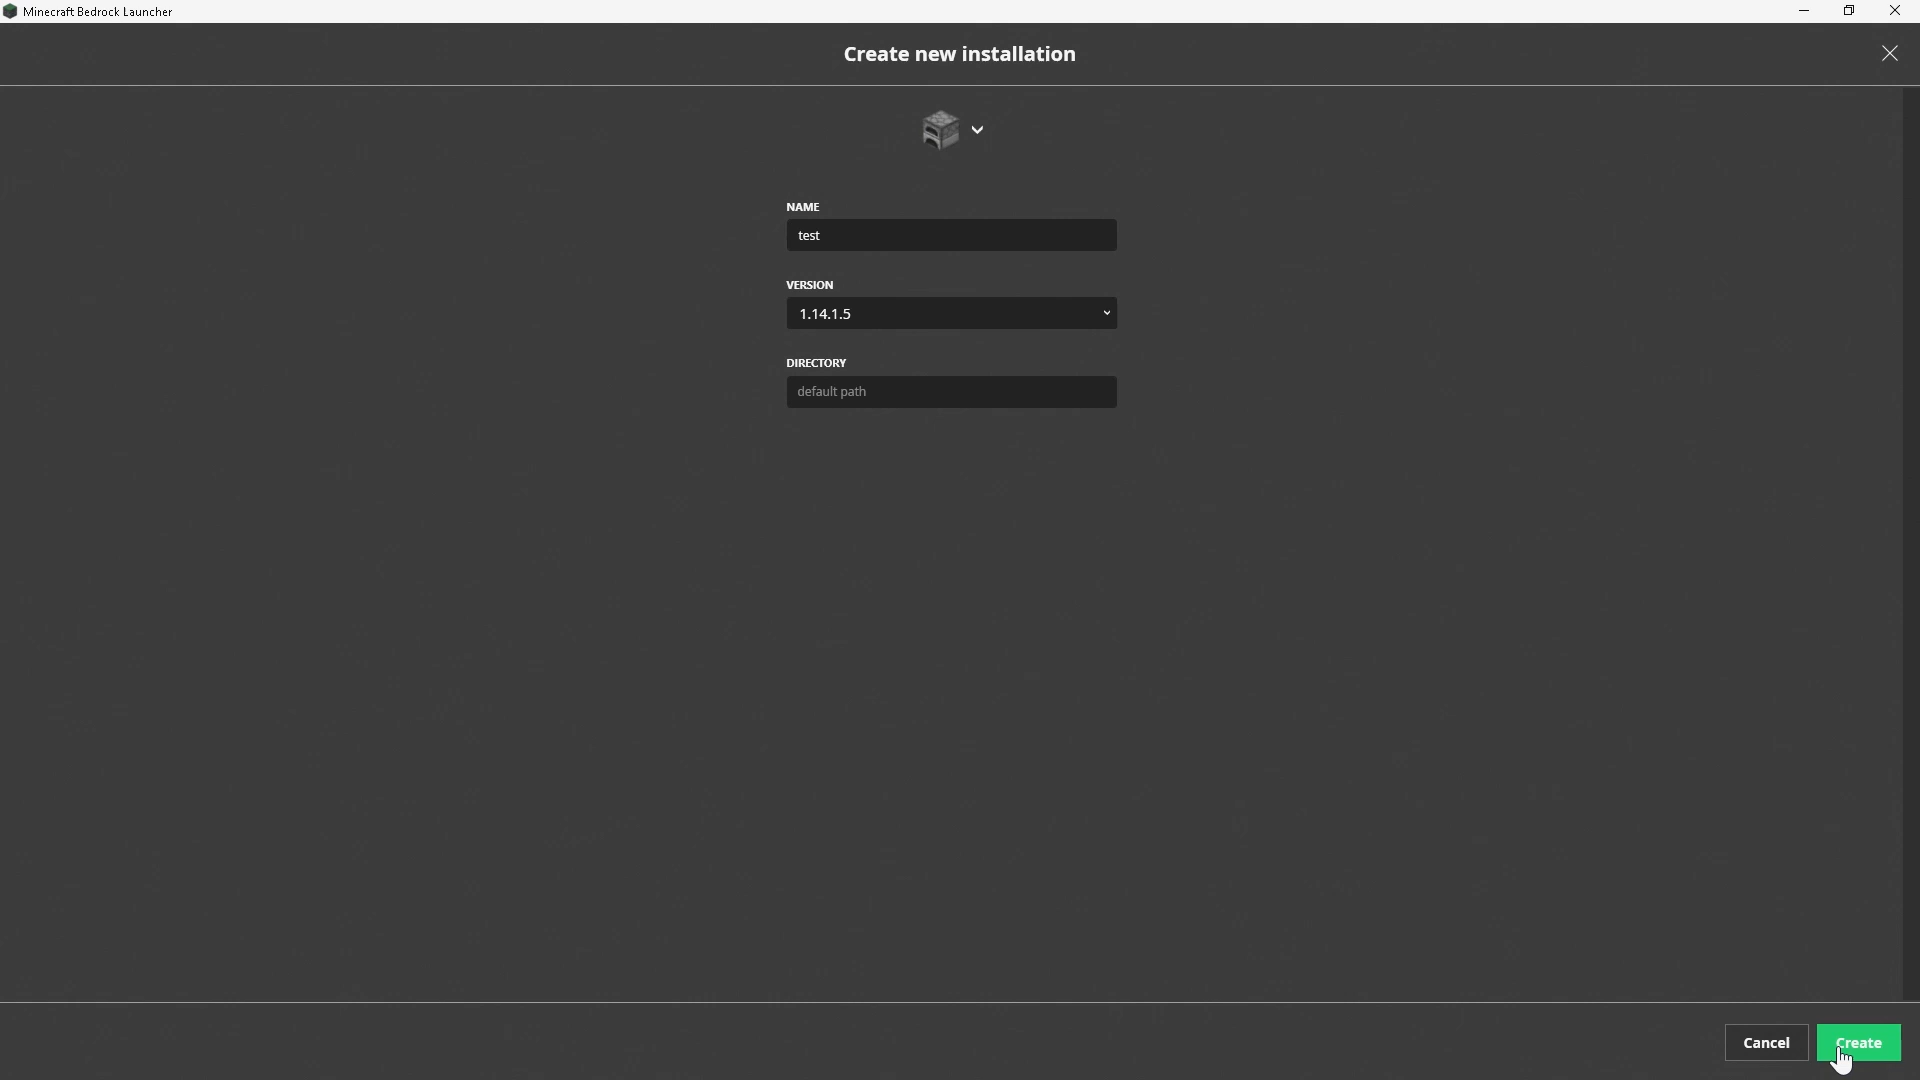 Minecraft Bedrock Launcher
Create new installation
NAME
test
VERSION
1.14.1.5
DIRECTORY
default path
Cancel
Create